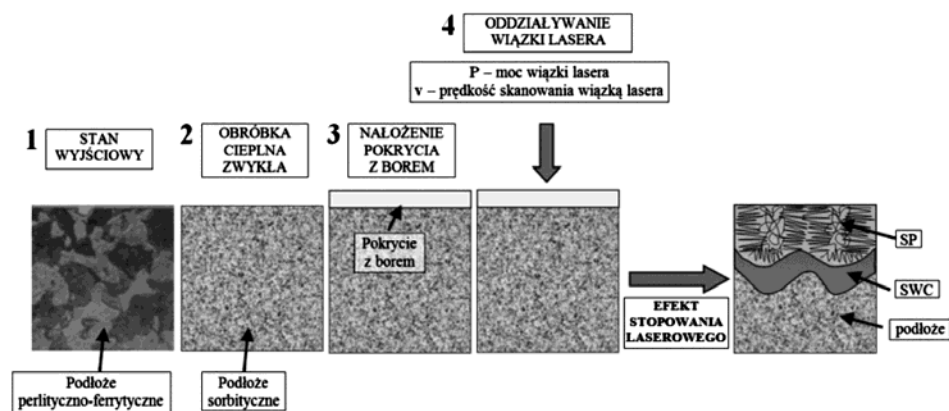 4 ODDZIAŁYWANIE
WIĄZKI LASERA
P – moc wiązki lasera
v – prędkość skanowania wiązką lasera
1 STAN
WYJŚCIOWY
2 OBRÓBKA
CIEPLNA
ZWYKŁA
3 NAŁOŻENIE
POKRYCIA
Z BOREM
Pokrycie
z borem
SP
SWC
podłoże
EFEKT
STOPOWANIA
LASEROWEGO
Podłoże
perlityczno-ferrytyczne
Podłoże
sorbityczne